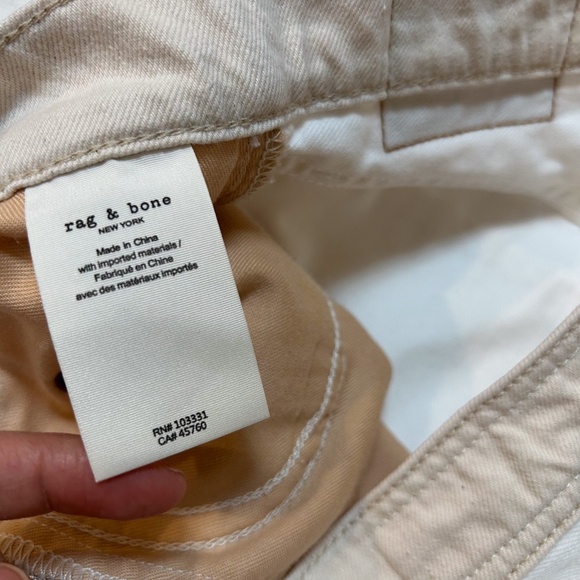 rag & bone
NEW YORK
Made in China
with imported materials /
Fabriqué en Chine
avec des matériaux importés
RN# 103331
CA# 45760